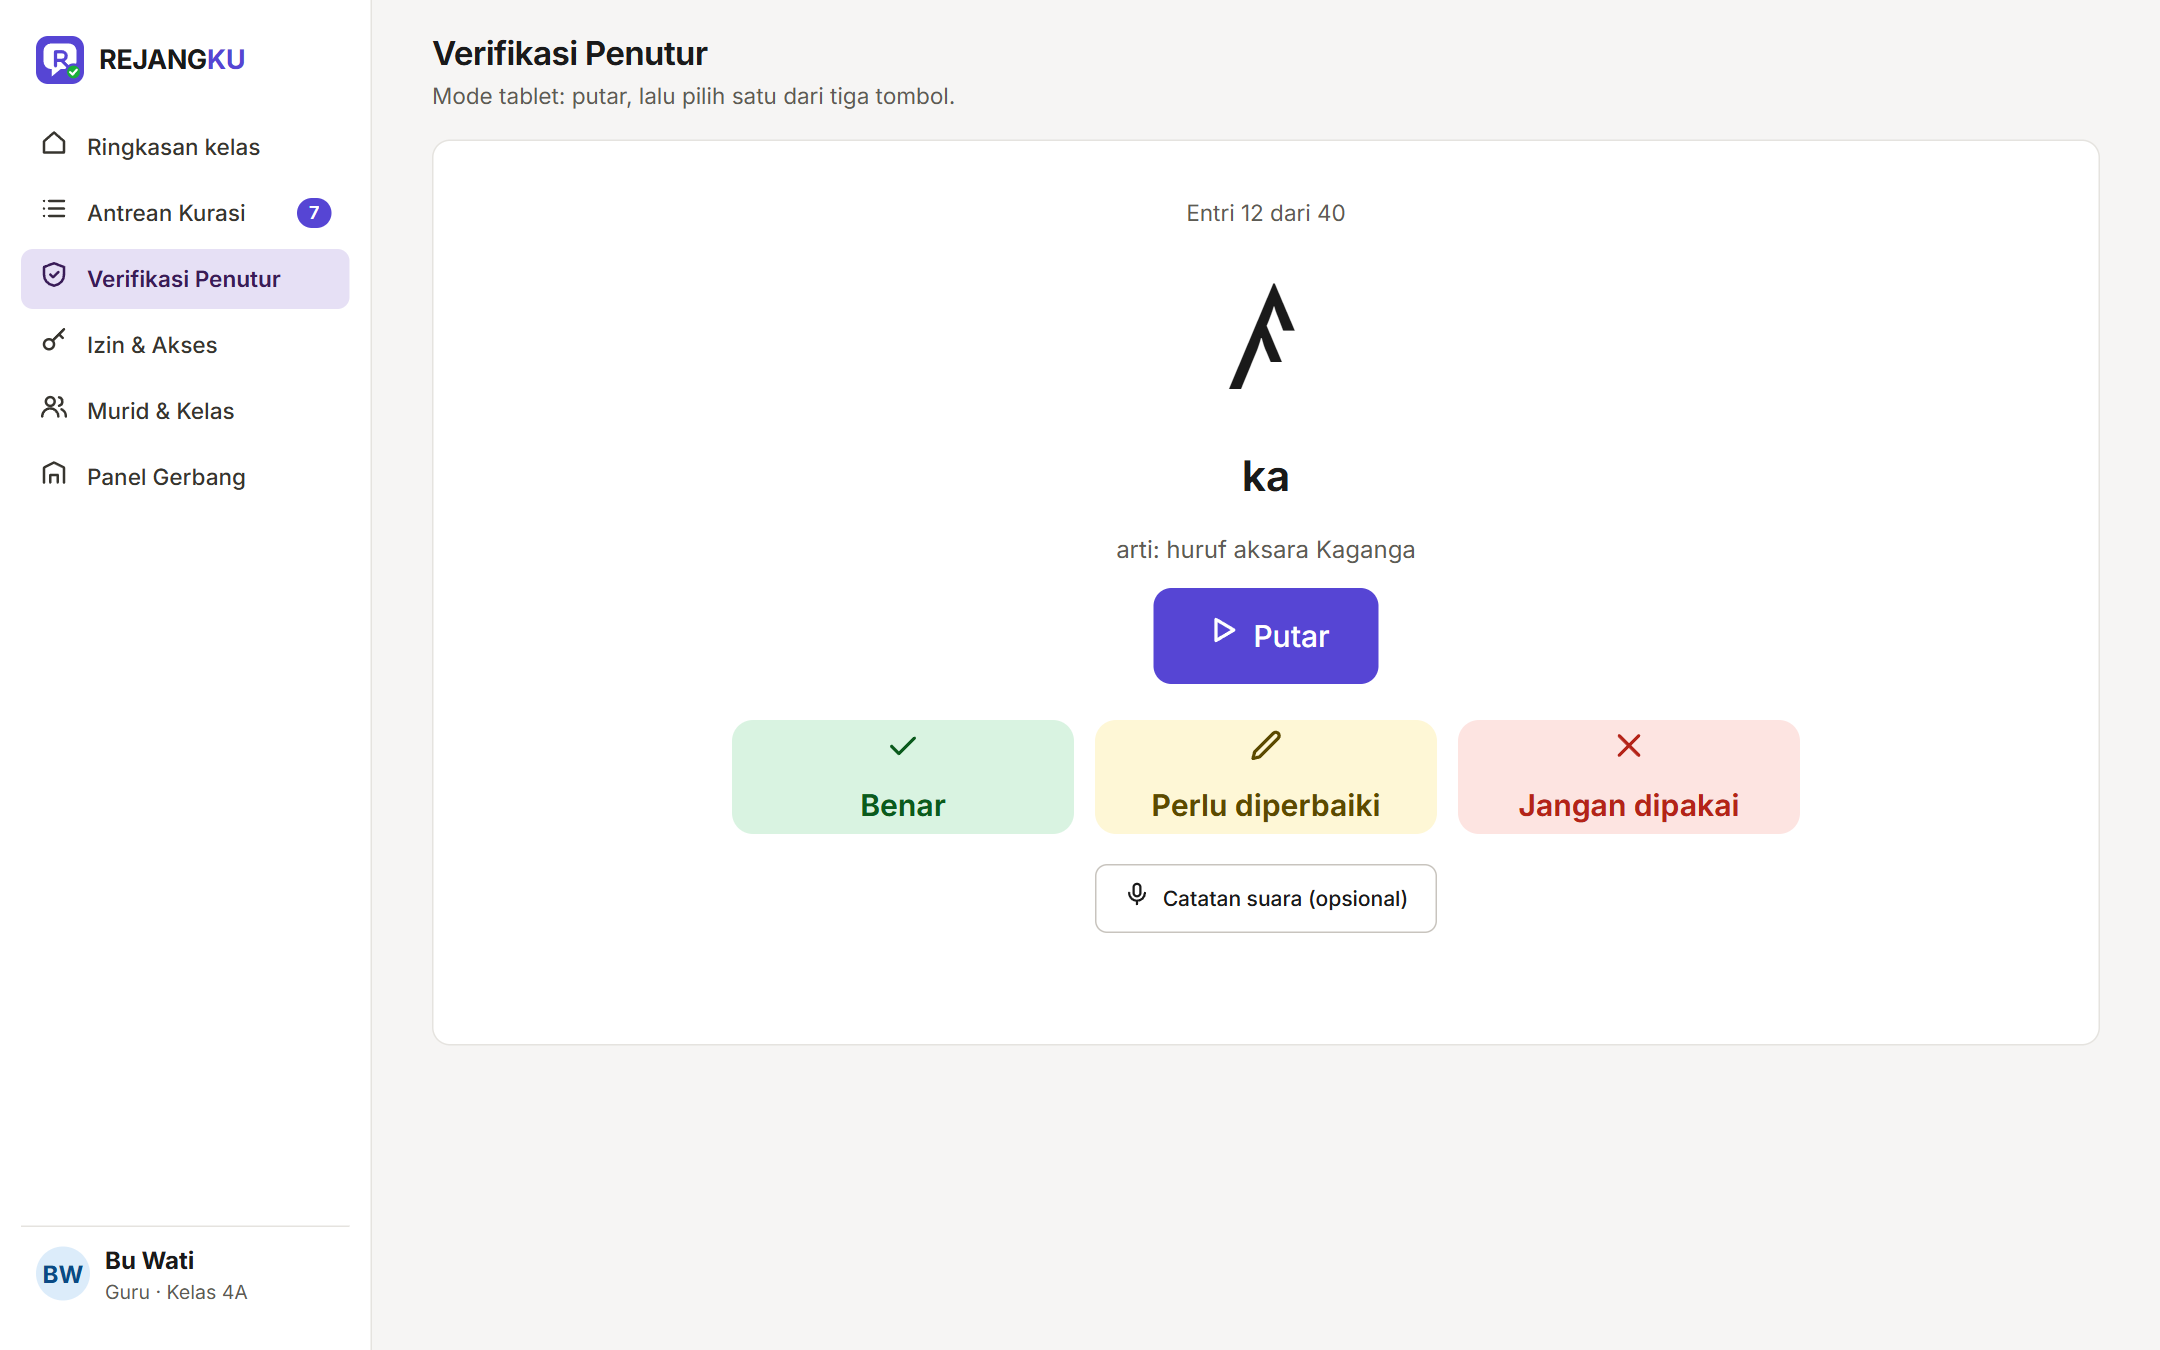 REJANGKU
Ringkasan kelas
Antrean Kurasi 7
Verifikasi Penutur
Izin & Akses
Murid & Kelas
Panel Gerbang
Bu Wati
BW
Guru · Kelas 4A
Verifikasi Penutur
Mode tablet: putar, lalu pilih satu dari tiga tombol.
Entri 12 dari 40
ꤰ
ka
arti: huruf aksara Kaganga
Putar
Benar
Perlu diperbaiki
Jangan dipakai
Catatan suara (opsional)